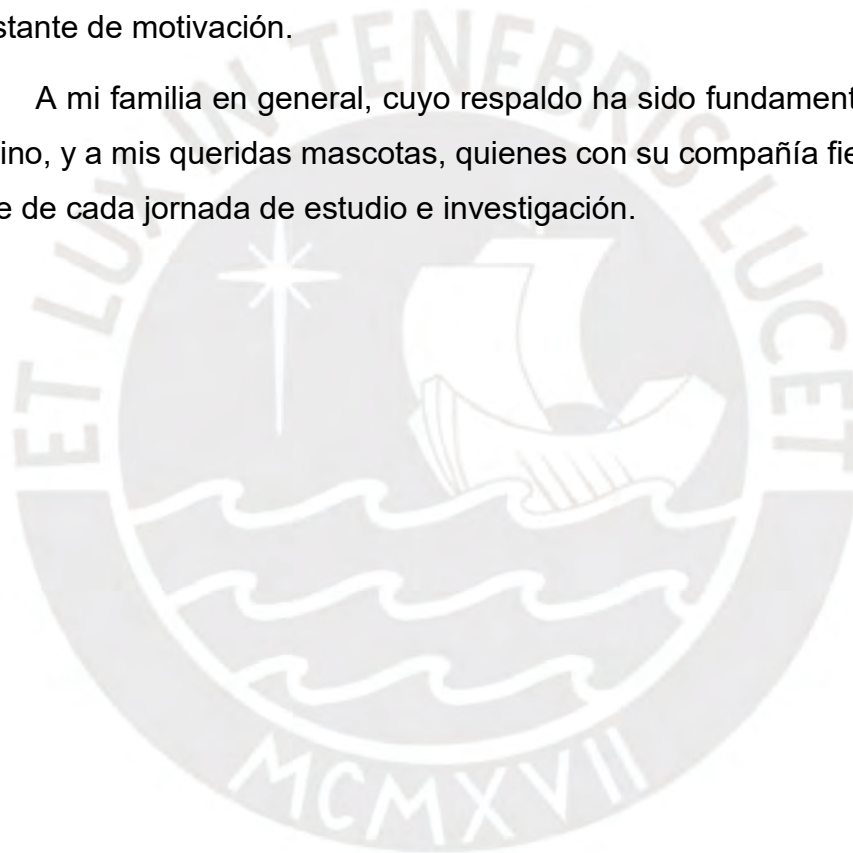 stante de motivación.
A mi familia en general, cuyo respaldo ha sido fundament
ino, y a mis queridas mascotas, quienes con su compañía fie
e de cada jornada de estudio e investigación.
ET LUX IN TENEBRIS LUCET
MCMXVII